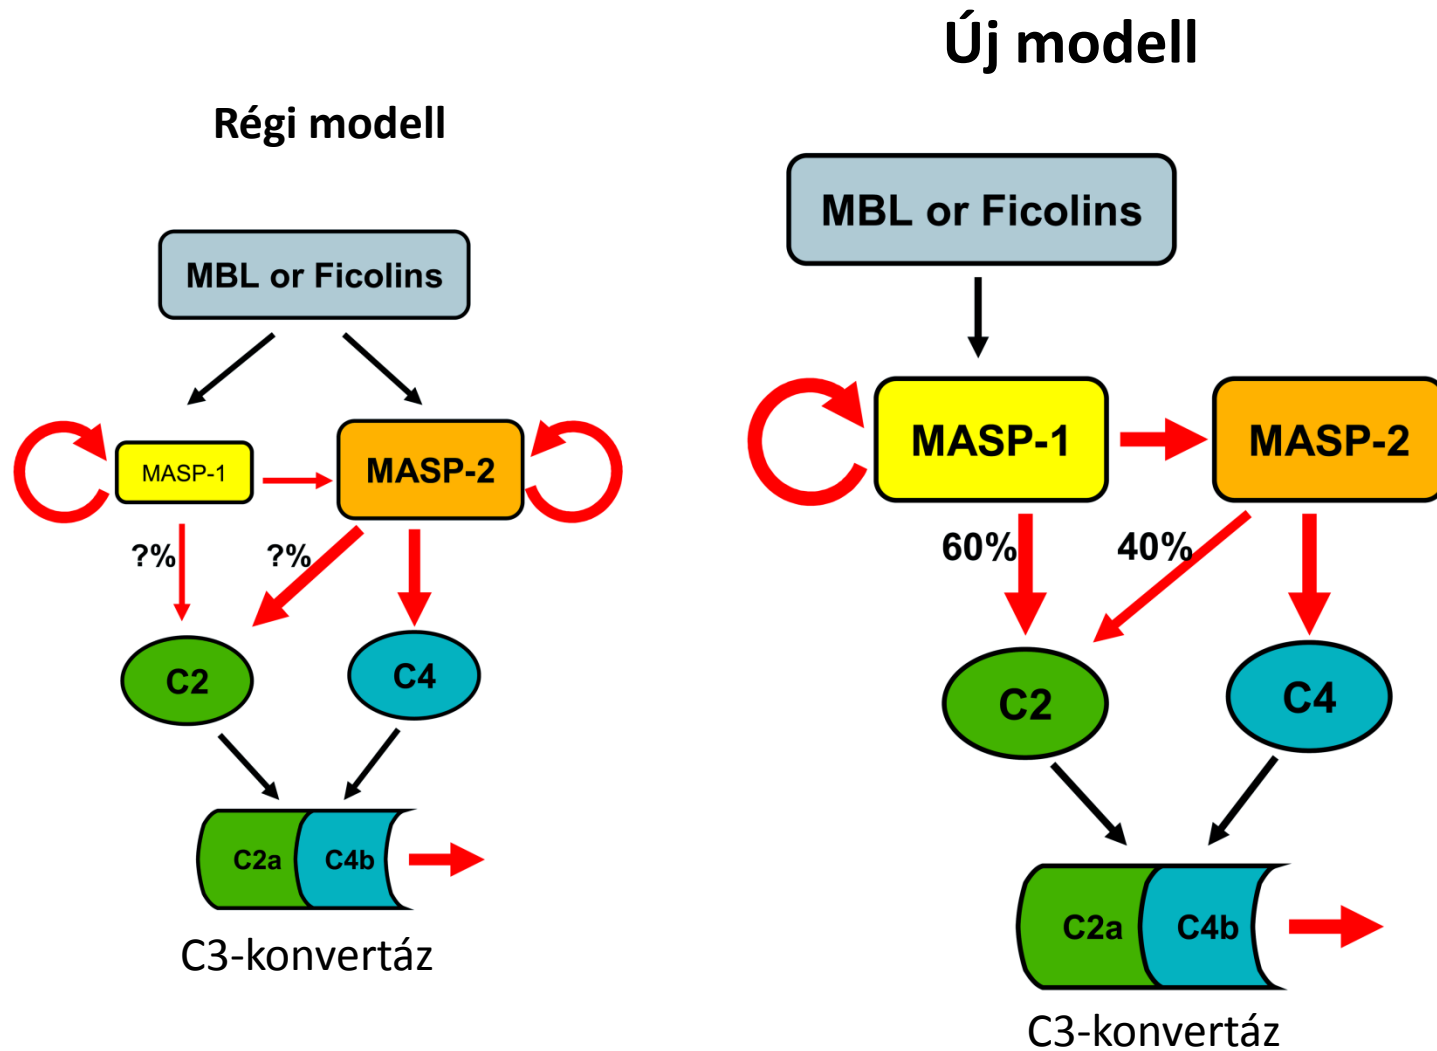 Régi modell
MBL or Ficolins
MASP-1
MASP-2
?%
?%
C2
C4
C2a
C4b
C3-konvertáz
Új modell
MBL or Ficolins
MASP-1
MASP-2
60%
40%
C2
C4
C2a
C4b
C3-konvertáz